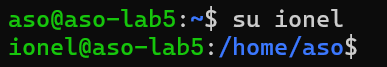 aso@aso-lab5:~$ su ionel
ionel@aso-lab5:/home/aso$